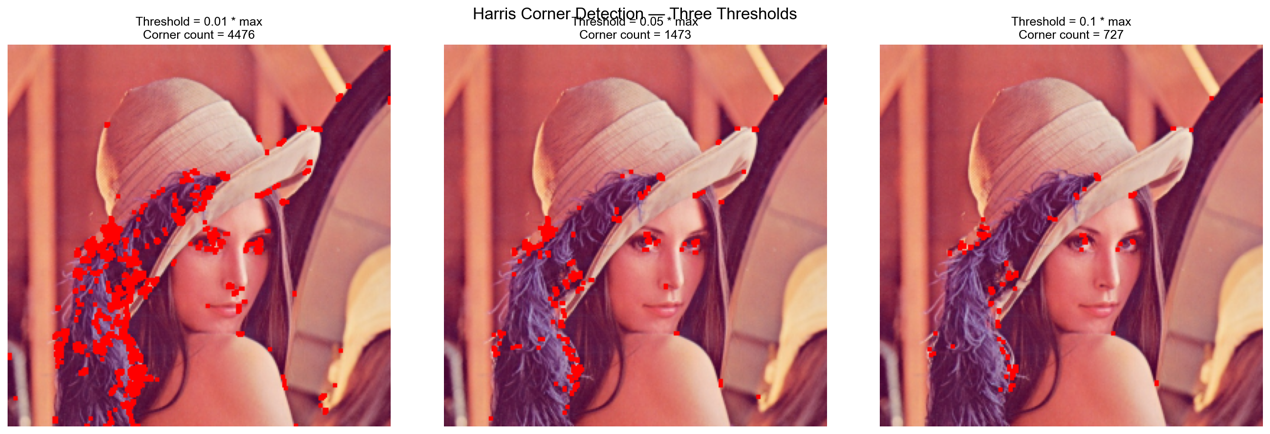 Harris Corner Detection — Three Thresholds
Threshold = 0.01 * max
Corner count = 4476
Threshold = 0.05 * max
Corner count = 1473
Threshold = 0.1 * max
Corner count = 727